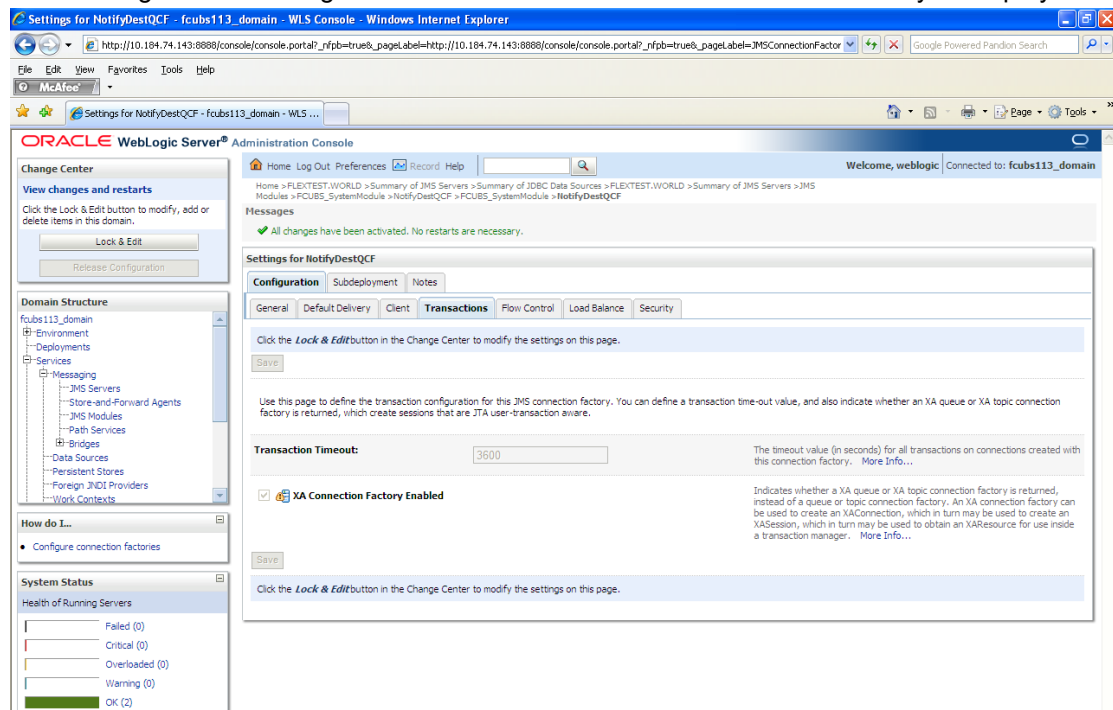 Settings for NotifyDestQCF - fcubs113_domain - WLS Console - Windows Internet Explorer
http://10.184.74.143:8888/console/console.portal?_nfpb=true&_pageLabel=http://10.184.74.143:8888/console/console.portal?_nfpb=true&_pageLabel=JMSConnectionFactor
Google Powered Pandion Search
File Edit View Favorites Tools Help
McAfee
Settings for NotifyDestQCF - fcubs113_domain - WLS ...
Page Tools
ORACLE WebLogic Server® Administration Console
Change Center
View changes and restarts
Click the Lock & Edit button to modify, add or
delete items in this domain.
Lock & Edit
Release Configuration
Domain Structure
fcubs113_domain
Environment
Deployments
Services
Messaging
JMS Servers
Store-and-Forward Agents
JMS Modules
Path Services
Bridges
Data Sources
Persistent Stores
Foreign JNDI Providers
Work Contexts
How do I...
Configure connection factories
System Status
Health of Running Servers
Failed (0)
Critical (0)
Overloaded (0)
Warning (0)
OK (2)
Home Log Out Preferences Record Help
Welcome, weblogic Connected to: fcubs113_domain
Home >FLEXTEST.WORLD >Summary of JMS Servers >Summary of JDBC Data Sources >FLEXTEST.WORLD >Summary of JMS Servers >JMS
Modules >FCUBS_SystemModule >NotifyDestQCF >FCUBS_SystemModule >NotifyDestQCF
Messages
All changes have been activated. No restarts are necessary.
Settings for NotifyDestQCF
Configuration Subdeployment Notes
General Default Delivery Client Transactions Flow Control Load Balance Security
Click the Lock & Edit button in the Change Center to modify the settings on this page.
Save
Use this page to define the transaction configuration for this JMS connection factory. You can define a transaction time-out value, and also indicate whether an XA queue or XA topic connection
factory is returned, which create sessions that are JTA user-transaction aware.
Transaction Timeout:
3600
The timeout value (in seconds) for all transactions on connections created with
this connection factory. More Info...
XA Connection Factory Enabled
Indicates whether a XA queue or XA topic connection factory is returned,
instead of a queue or topic connection factory. An XA connection factory can
be used to create an XAConnection, which in turn may be used to create an
XASession, which in turn may be used to obtain an XAResource for use inside
a transaction manager. More Info...
Save
Click the Lock & Edit button in the Change Center to modify the settings on this page.